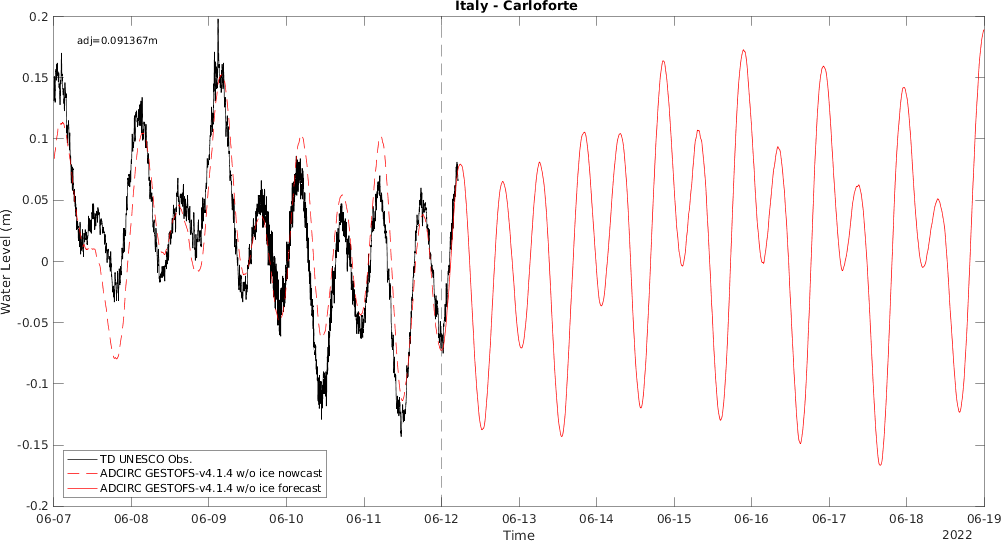 Italy - Carloforte
adj=0.091367m
0.2
0.15
0.1
0.05
0
-0.05
-0.1
-0.15
-0.2
Water Level (m)
TD UNESCO Obs.
ADCIRC GESTOFS-v4.1.4 w/o ice nowcast
ADCIRC GESTOFS-v4.1.4 w/o ice forecast
06-07 06-08 06-09 06-10 06-11 06-12 06-13 06-14 06-15 06-16 06-17 06-18 06-19
Time
2022